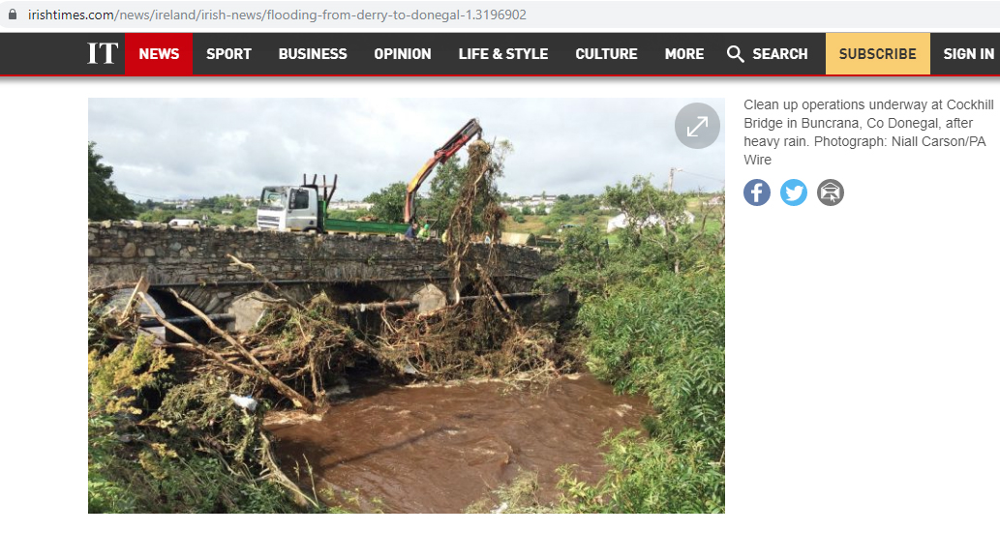 irishtimes.com/news/ireland/irish-news/flooding-from-derry-to-donegal-1.3196902
IT NEWS SPORT BUSINESS OPINION LIFE & STYLE CULTURE MORE SEARCH SUBSCRIBE SIGN IN
Clean up operations underway at Cockhill
Bridge in Buncrana, Co Donegal, after
heavy rain. Photograph: Niall Carson/PA
Wire